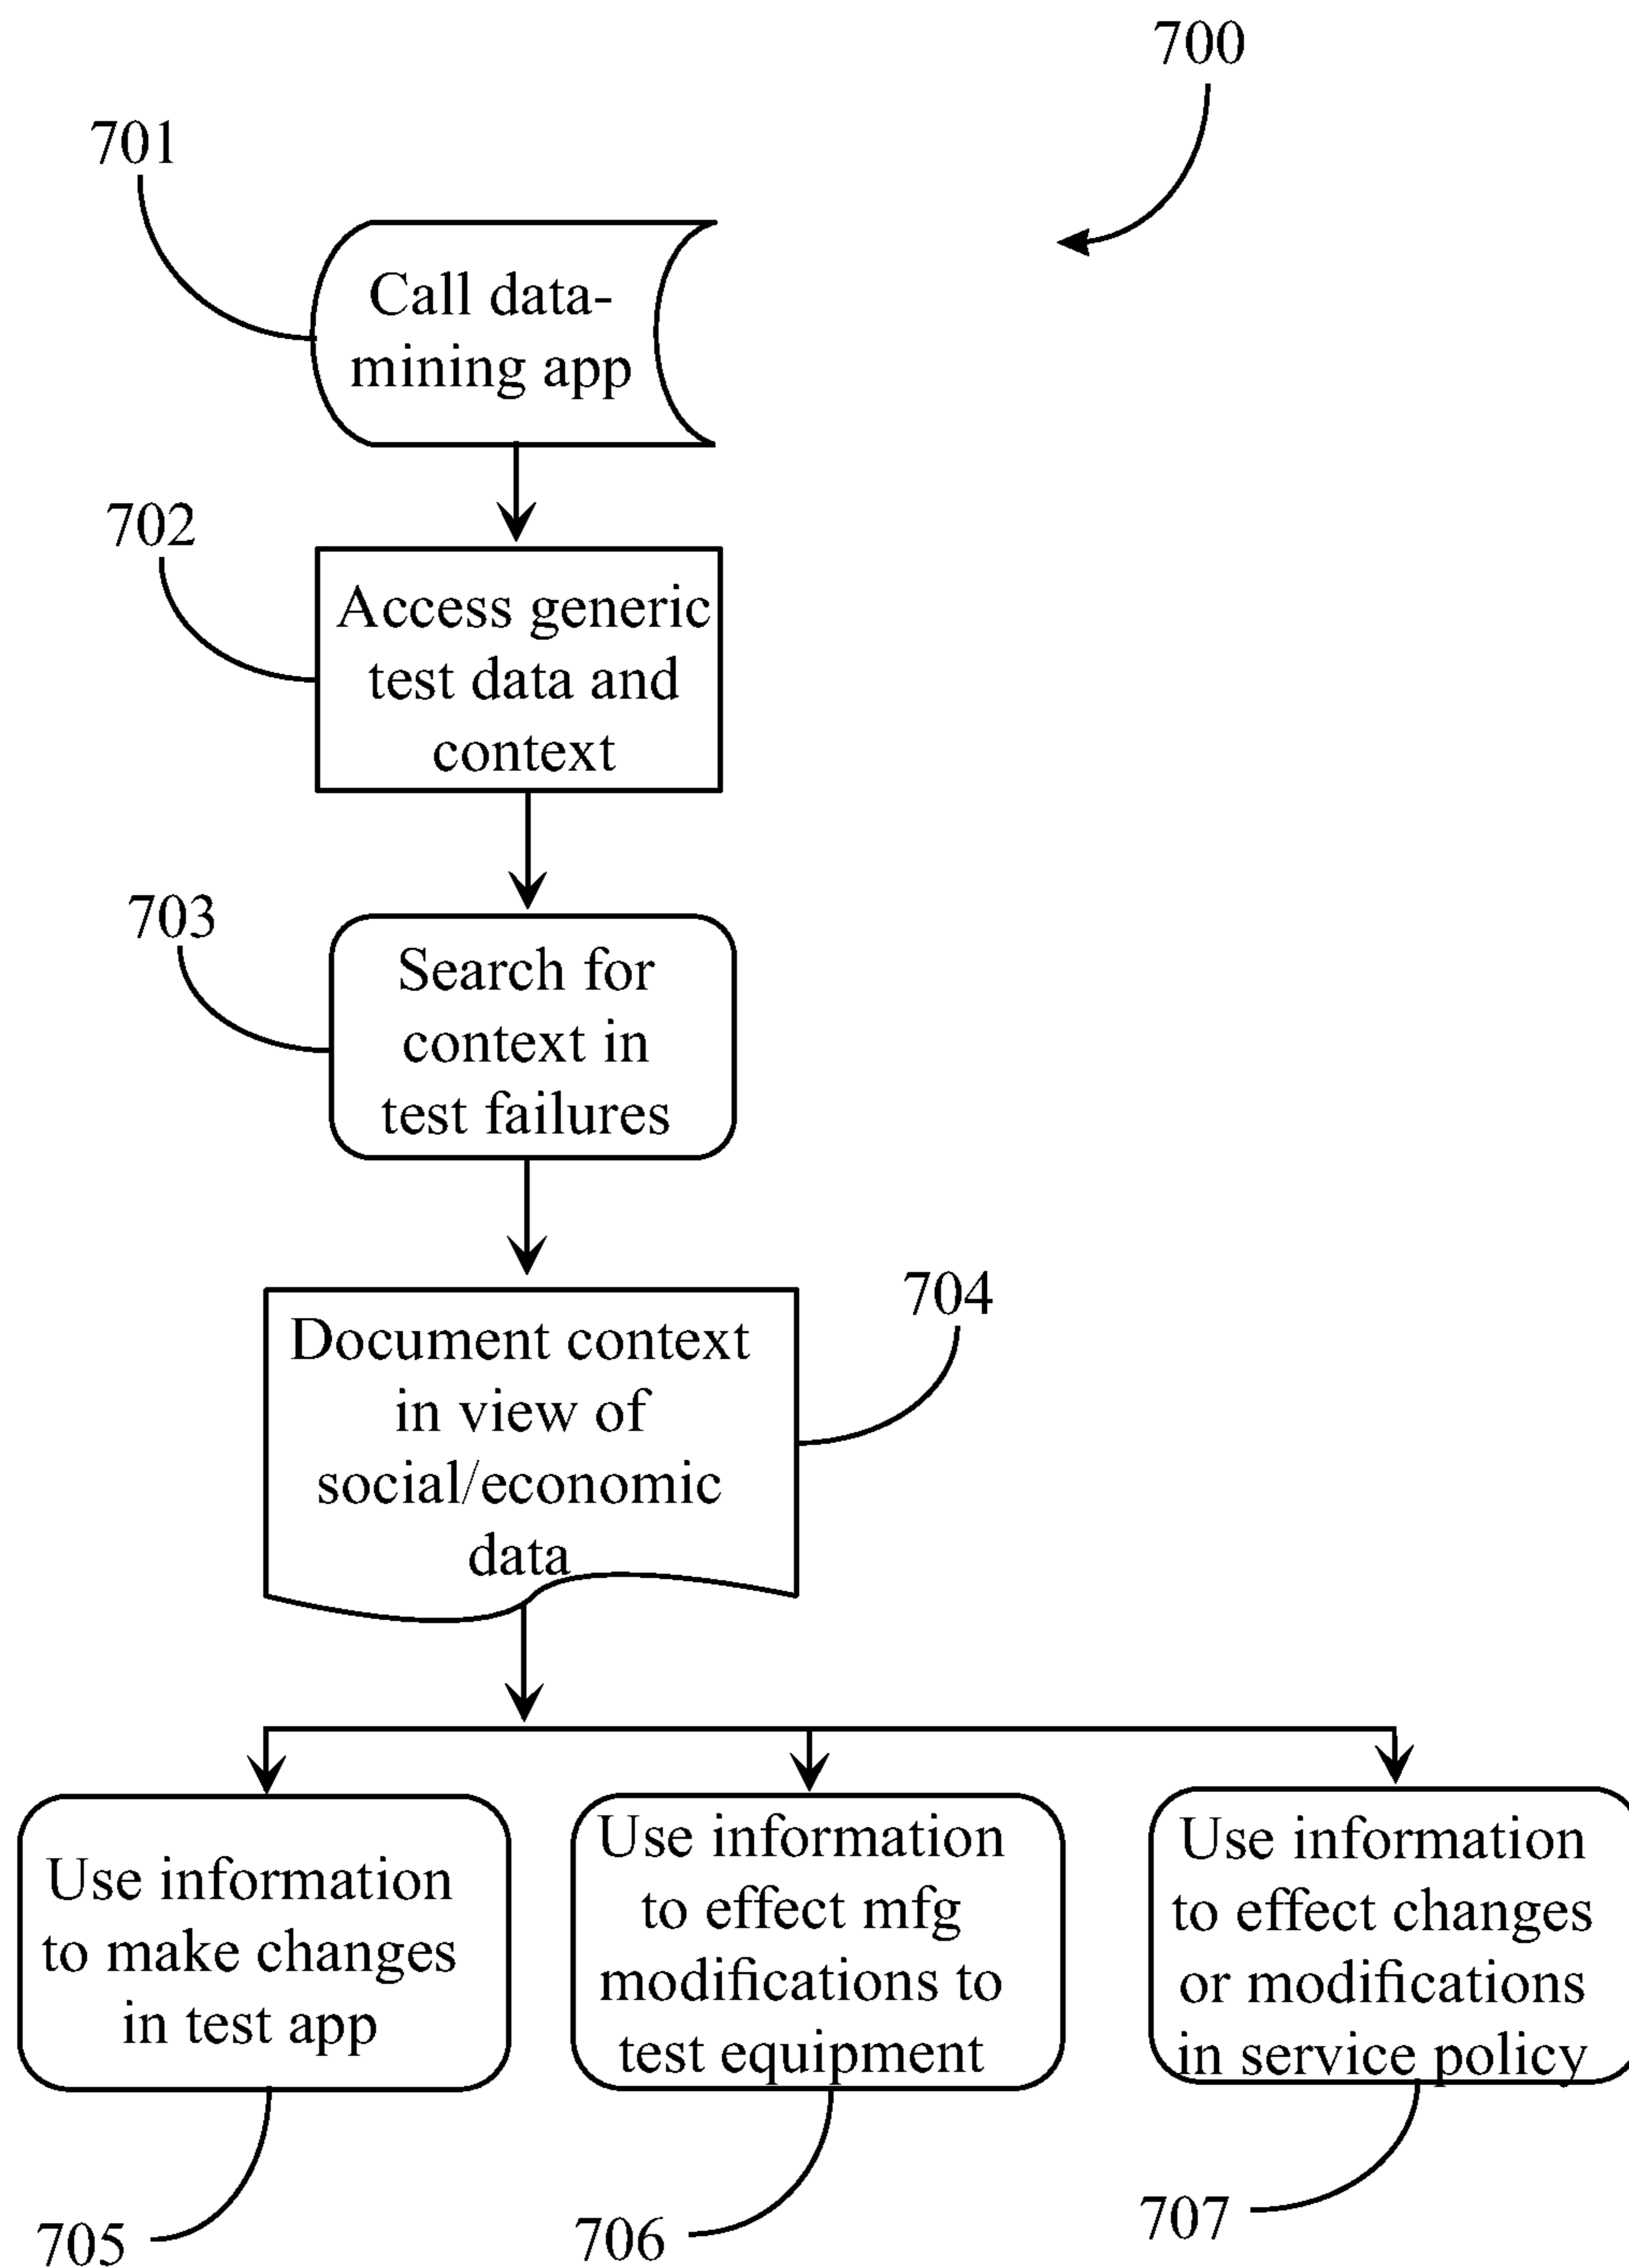 700
701
Call data-
mining app
702
Access generic
test data and
context
703
Search for
context in
test failures
704
Document context
in view of
social/economic
data
Use information
to make changes
in test app
Use information
to effect mfg
modifications to
test equipment
Use information
to effect changes
or modifications
in service policy
705
706
707